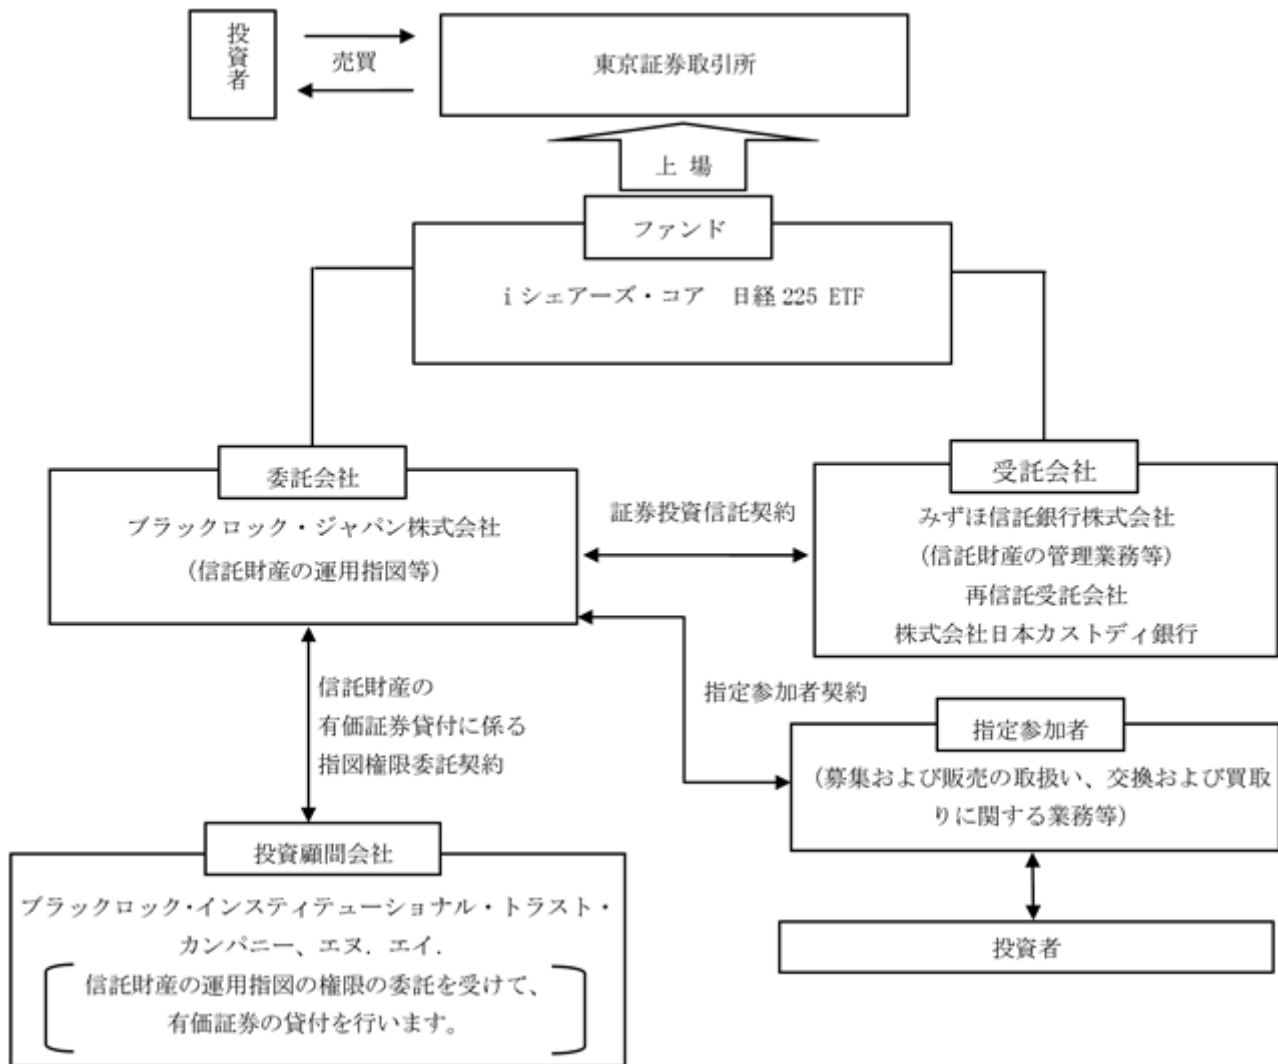 投資者
売買
東京証券取引所
上 場
ファンド
i シェアーズ・コア　日経 225 ETF
委託会社
ブラックロック・ジャパン株式会社
(信託財産の運用指図等)
証券投資信託契約
受託会社
みずほ信託銀行株式会社
(信託財産の管理業務等)
再信託受託会社
株式会社日本カストディ銀行
信託財産の
有価証券貸付に係る
指図権限委託契約
指定参加者契約
指定参加者
(募集および販売の取扱い、交換および買取
りに関する業務等)
投資顧問会社
ブラックロック・インスティテューショナル・トラスト・
カンパニー、エヌ．エイ．
信託財産の運用指図の権限の委託を受けて、
有価証券の貸付を行います。
投資者